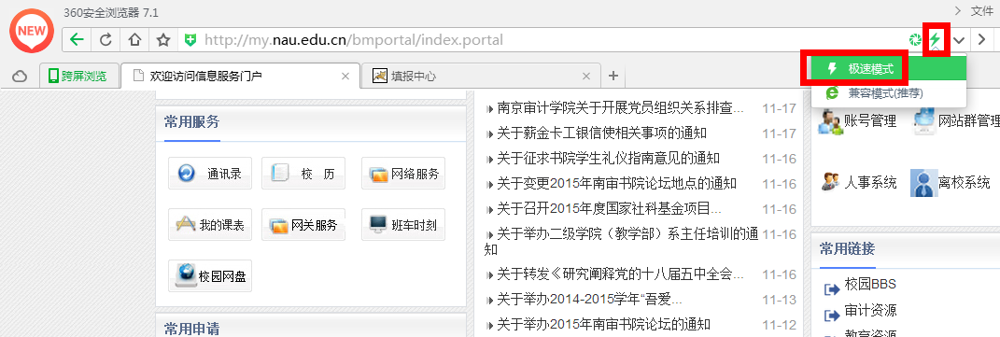 NEW
360安全浏览器 7.1
文件
http://my.nau.edu.cn/bmportal/index.portal
跨屏浏览
欢迎访问信息服务门户
填报中心
极速模式
兼容模式(推荐)
常用服务
通讯录
校 历
网络服务
我的课表
网关服务
班车时刻
校园网盘
常用申请
南京审计学院关于开展党员组织关系排查... 11-17
关于薪金卡工银信使相关事项的通知 11-17
关于征求书院学生礼仪指南意见的通知 11-16
关于变更2015年南审书院论坛地点的通知 11-16
关于召开2015年度国家社科基金项目... 11-16
关于举办二级学院（教学部）系主任培训的通 11-16
知
关于转发《研究阐释党的十八届五中全会... 11-16
关于举办2014-2015学年“吾爱... 11-13
关于举办2015年南审书院论坛的通知 11-12
账号管理
网站群管理
人事系统
离校系统
常用链接
校园BBS
审计资源
教育资源